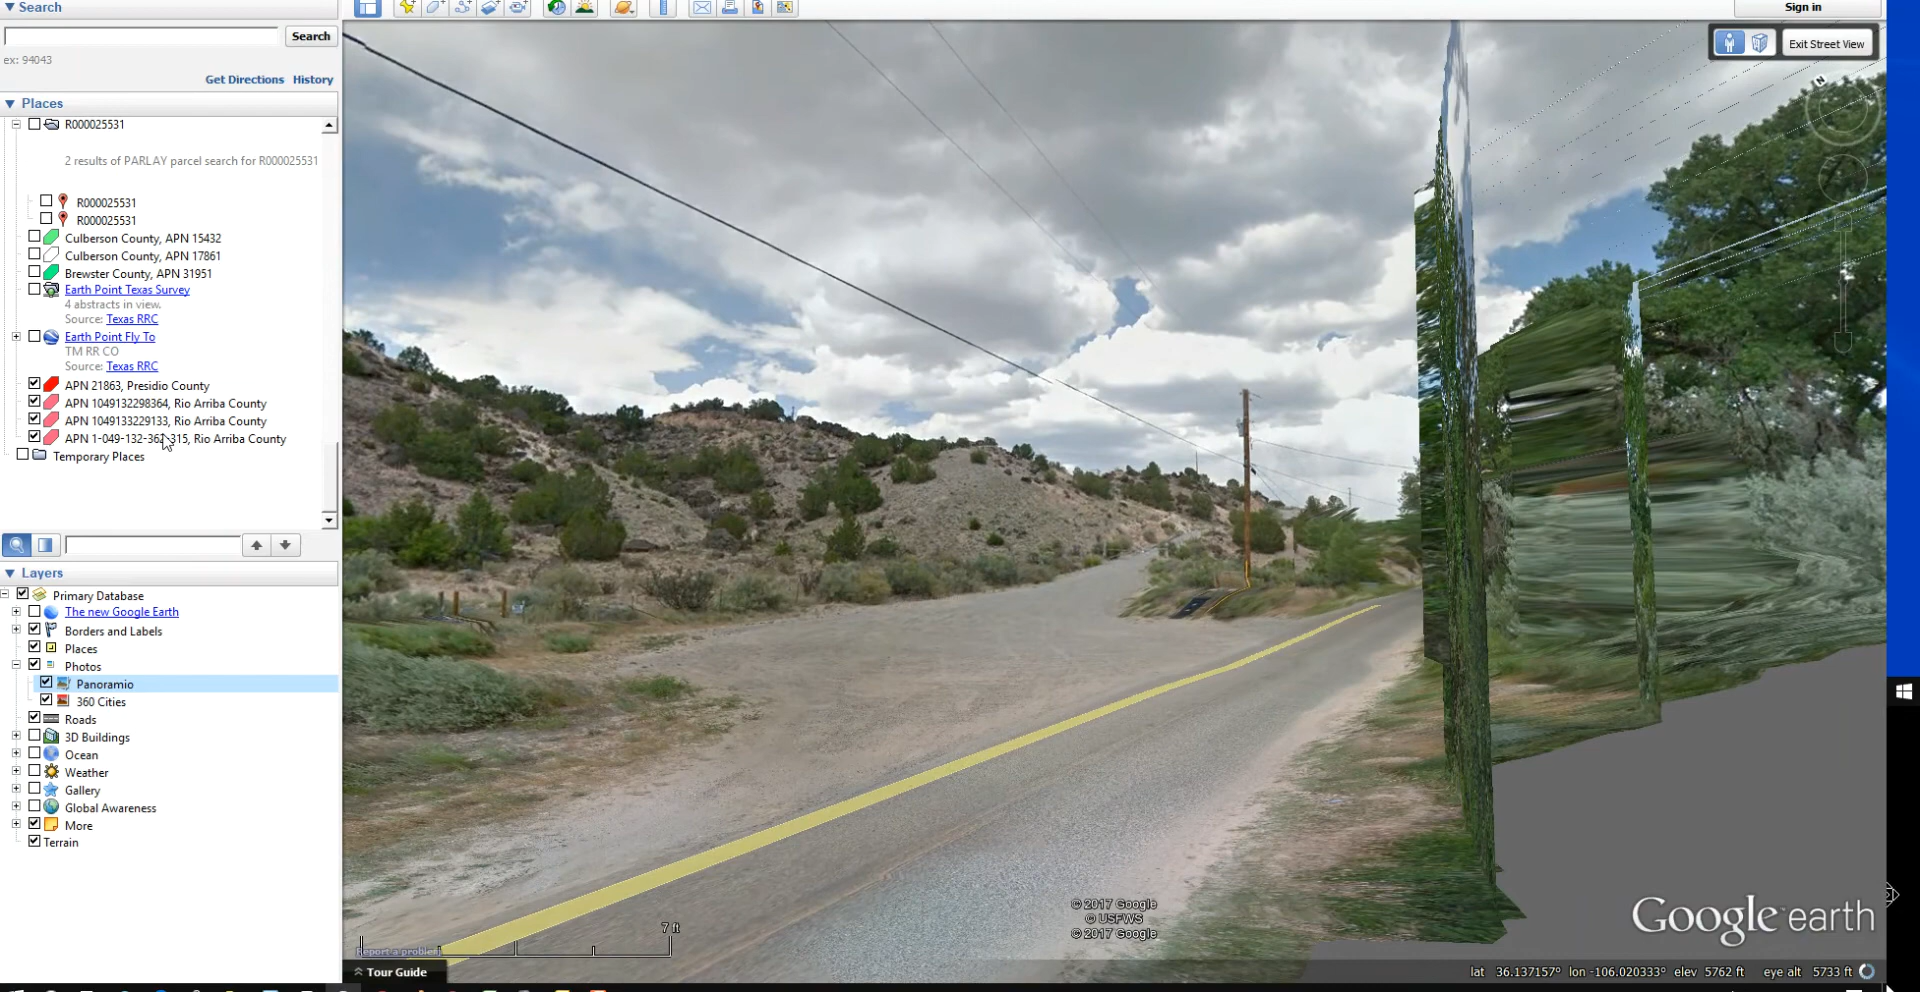 Search
Sign in
Search
Exit Street View
ex: 94043
Get Directions History
N
Places
R000025531
2 results of PARLAY parcel search for R000025531
R000025531
R000025531
Culberson County, APN 15432
Culberson County, APN 17861
Brewster County, APN 31951
Earth Point Texas Survey
4 abstracts in view.
Source: Texas RRC
Earth Point Fly To
TM RR CO
Source: Texas RRC
APN 21863, Presidio County
APN 1049132298364, Rio Arriba County
APN 1049133229133, Rio Arriba County
315, Rio Arriba County
Temporary Places
Layers
Primary Database
The new Google Earth
Borders and Labels
Places
Photos
Panoramio
360 Cities
Roads
3D Buildings
Ocean
Weather
Gallery
Global Awareness
More
Terrain
© 2017 Google
© USFWS
© 2017 Google
7 ft
Report a problem
Google earth
Tour Guide
lat 36.137157° lon -106.020333° elev 5762 ft eye alt 5733 ft